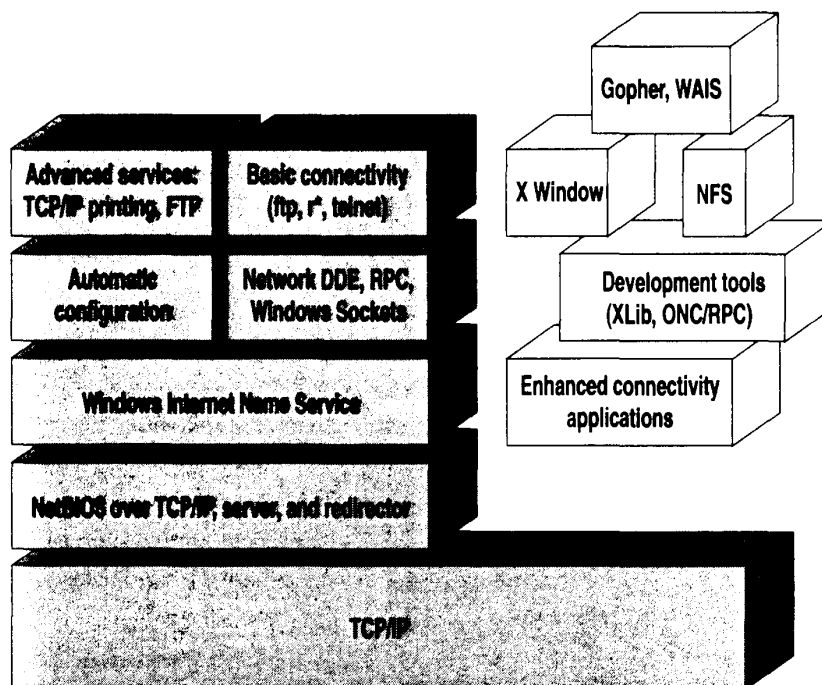 Gopher, WAIS
Advanced services:
TCP/IP printing, FTP
Basic connectivity
(ftp, r*, telnet)
X Window
NFS
Automatic
configuration
Network DDE, RPC,
Windows Sockets
Development tools
(XLib, ONC/RPC)
Windows Internet Name Service
Enhanced connectivity
applications
NetBIOS over TCP/IP, server, and redirector
TCP/IP